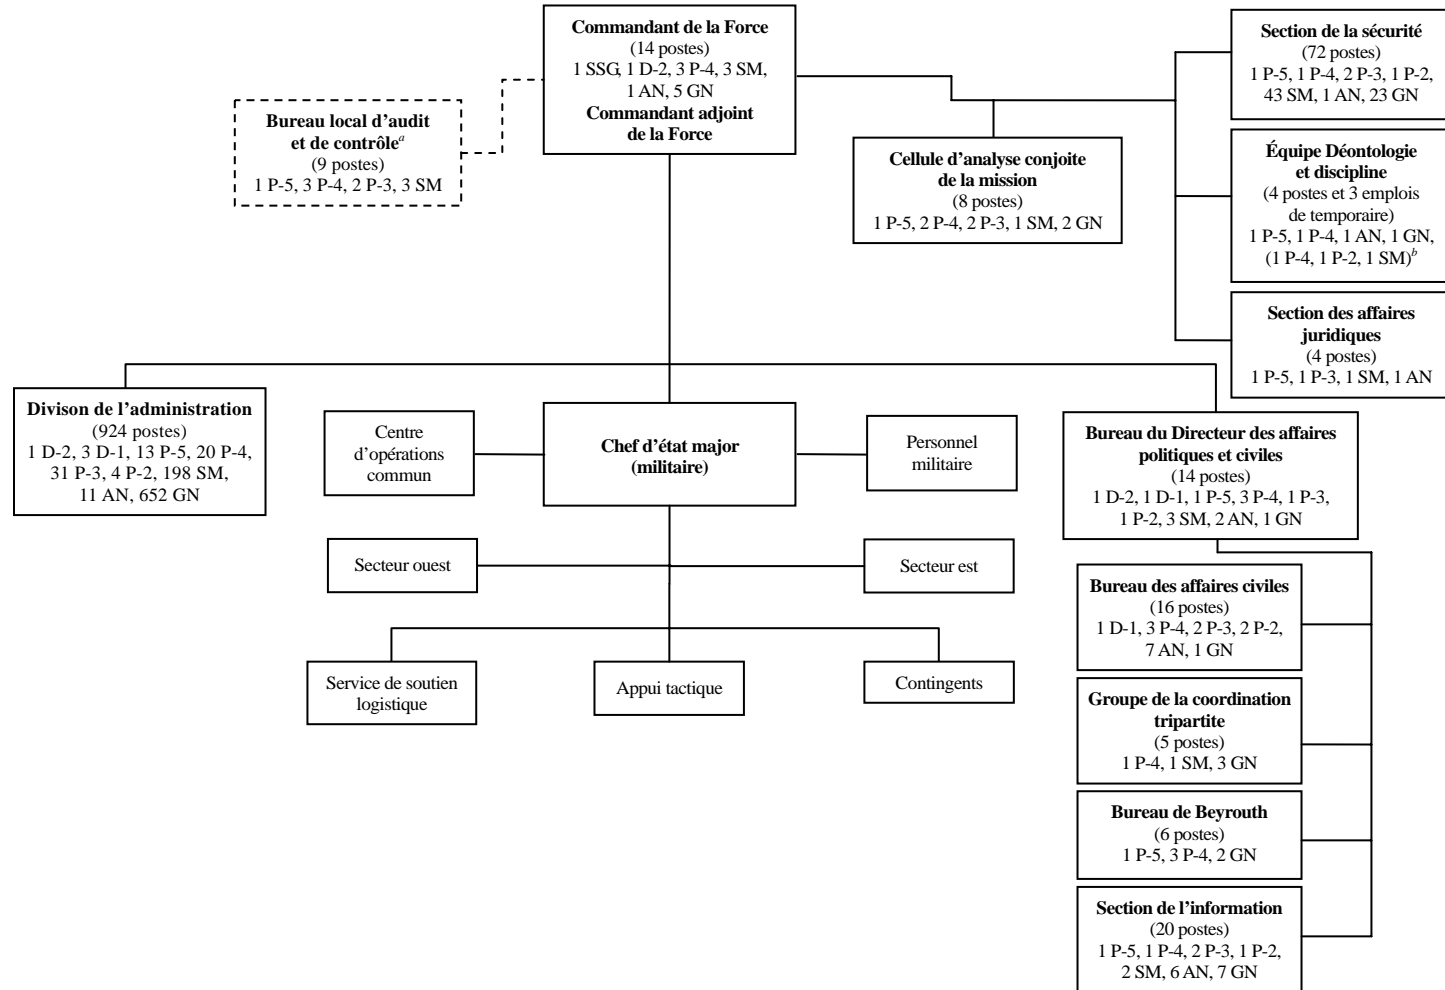 Commandant de la Force
(14 postes)
1 SSG, 1 D-2, 3 P-4, 3 SM,
1 AN, 5 GN
Commandant adjoint
de la Force
Bureau local d'audit
et de contrôleᵃ
(9 postes)
1 P-5, 3 P-4, 2 P-3, 3 SM
Cellule d'analyse conjoite
de la mission
(8 postes)
1 P-5, 2 P-4, 2 P-3, 1 SM, 2 GN
Section de la sécurité
(72 postes)
1 P-5, 1 P-4, 2 P-3, 1 P-2,
43 SM, 1 AN, 23 GN
Équipe Déontologie
et discipline
(4 postes et 3 emplois
de temporaire)
1 P-5, 1 P-4, 1 AN, 1 GN,
(1 P-4, 1 P-2, 1 SM)ᵇ
Section des affaires
juridiques
(4 postes)
1 P-5, 1 P-3, 1 SM, 1 AN
Divison de l'administration
(924 postes)
1 D-2, 3 D-1, 13 P-5, 20 P-4,
31 P-3, 4 P-2, 198 SM,
11 AN, 652 GN
Centre
d'opérations
commun
Chef d'état major
(militaire)
Personnel
militaire
Secteur ouest
Secteur est
Service de soutien
logistique
Appui tactique
Contingents
Bureau du Directeur des affaires
politiques et civiles
(14 postes)
1 D-2, 1 D-1, 1 P-5, 3 P-4, 1 P-3,
1 P-2, 3 SM, 2 AN, 1 GN
Bureau des affaires civiles
(16 postes)
1 D-1, 3 P-4, 2 P-3, 2 P-2,
7 AN, 1 GN
Groupe de la coordination
tripartite
(5 postes)
1 P-4, 1 SM, 3 GN
Bureau de Beyrouth
(6 postes)
1 P-5, 3 P-4, 2 GN
Section de l'information
(20 postes)
1 P-5, 1 P-4, 2 P-3, 1 P-2,
2 SM, 6 AN, 7 GN